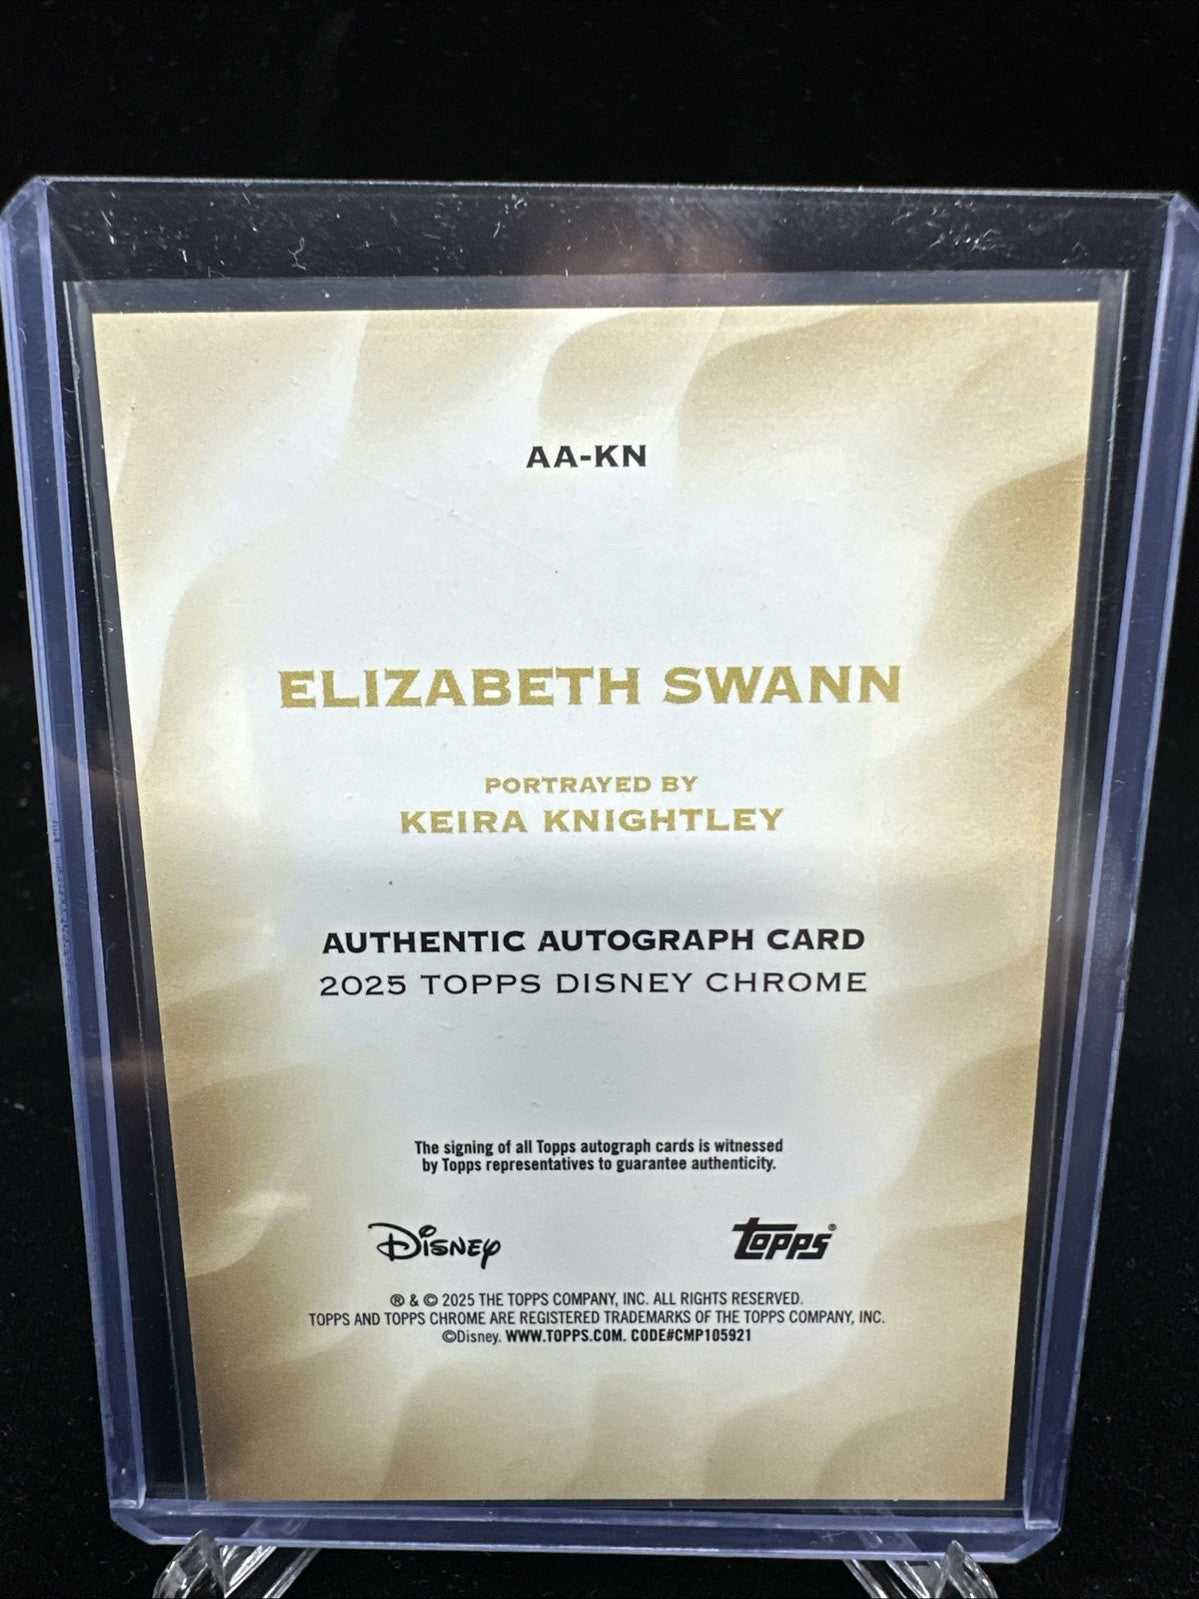 AA-KN
ELIZABETH SWANN
PORTRAYED BY
KEIRA KNIGHTLEY
AUTHENTIC AUTOGRAPH CARD
2025 TOPPS DISNEY CHROME
The signing of all Topps autograph cards is witnessed
by Topps representatives to guarantee authenticity.
Disney topps®
® & © 2025 THE TOPPS COMPANY, INC. ALL RIGHTS RESERVED.
TOPPS AND TOPPS CHROME ARE REGISTERED TRADEMARKS OF THE TOPPS COMPANY, INC.
©Disney. WWW.TOPPS.COM. CODE#CMP105921